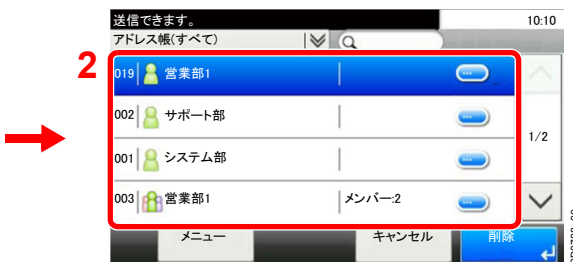 送信できます。 10:10
アドレス帳(すべて)
2
019 営業部1
002 サポート部
1/2
001 システム部
003 営業部1 メンバー:2
メニュー キャンセル 削除